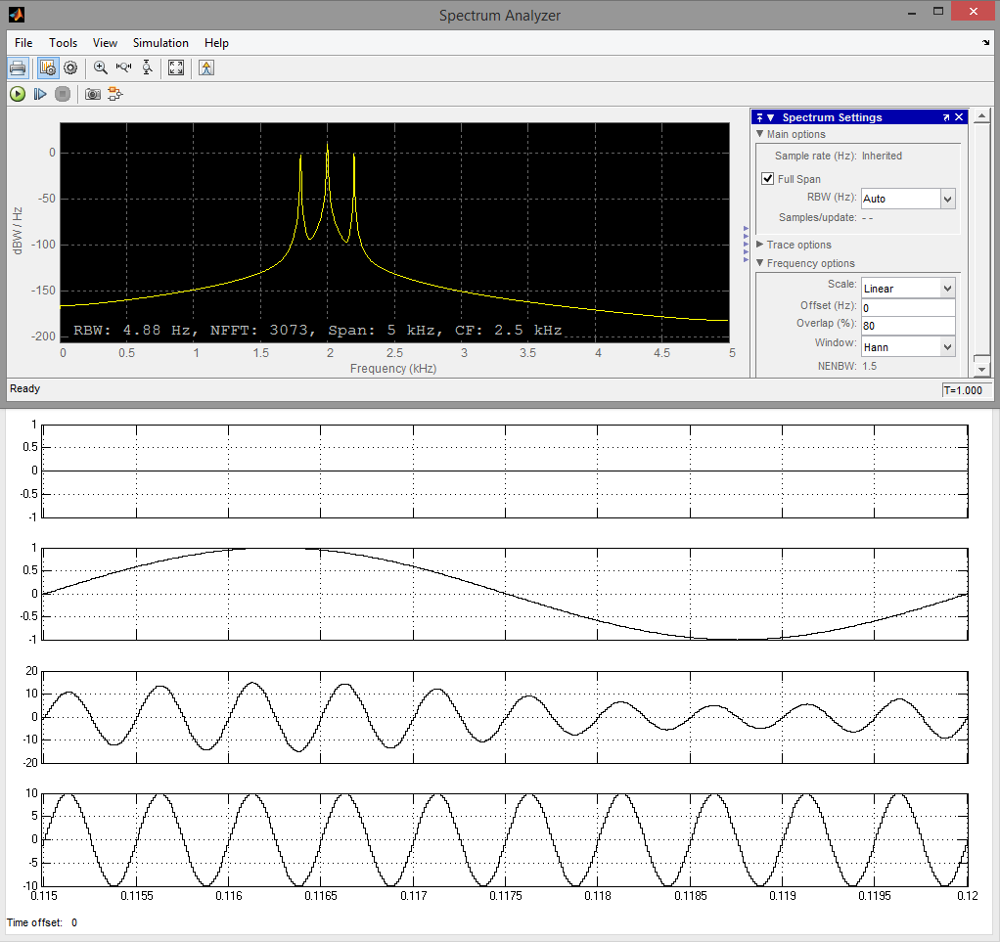 Spectrum Analyzer
File Tools View Simulation Help
Spectrum Settings
Main options
Sample rate (Hz): Inherited
Full Span
RBW (Hz): Auto
Samples/update: - -
Trace options
Frequency options
Scale: Linear
Offset (Hz): 0
Overlap (%): 80
Window: Hann
NENBW: 1.5
dBW / Hz
0
-50
-100
-150
-200
RBW: 4.88 Hz, NFFT: 3073, Span: 5 kHz, CF: 2.5 kHz
0 0.5 1 1.5 2 2.5 3 3.5 4 4.5 5
Frequency (kHz)
Ready
T=1.000
1
0.5
0
-0.5
-1
1
0.5
0
-0.5
-1
20
10
0
-10
-20
10
5
0
-5
-10
0.115 0.1155 0.116 0.1165 0.117 0.1175 0.118 0.1185 0.119 0.1195 0.12
Time offset: 0